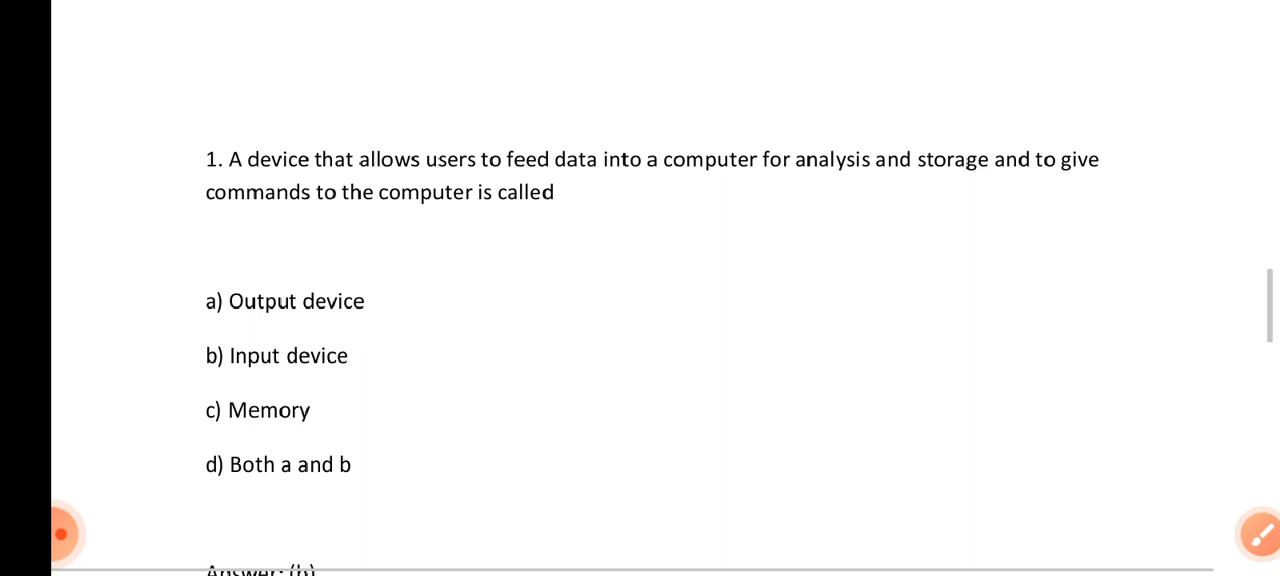 1. A device that allows users to feed data into a computer for analysis and storage and to give
commands to the computer is called
a) Output device
b) Input device
c) Memory
d) Both a and b
Answer: (b)